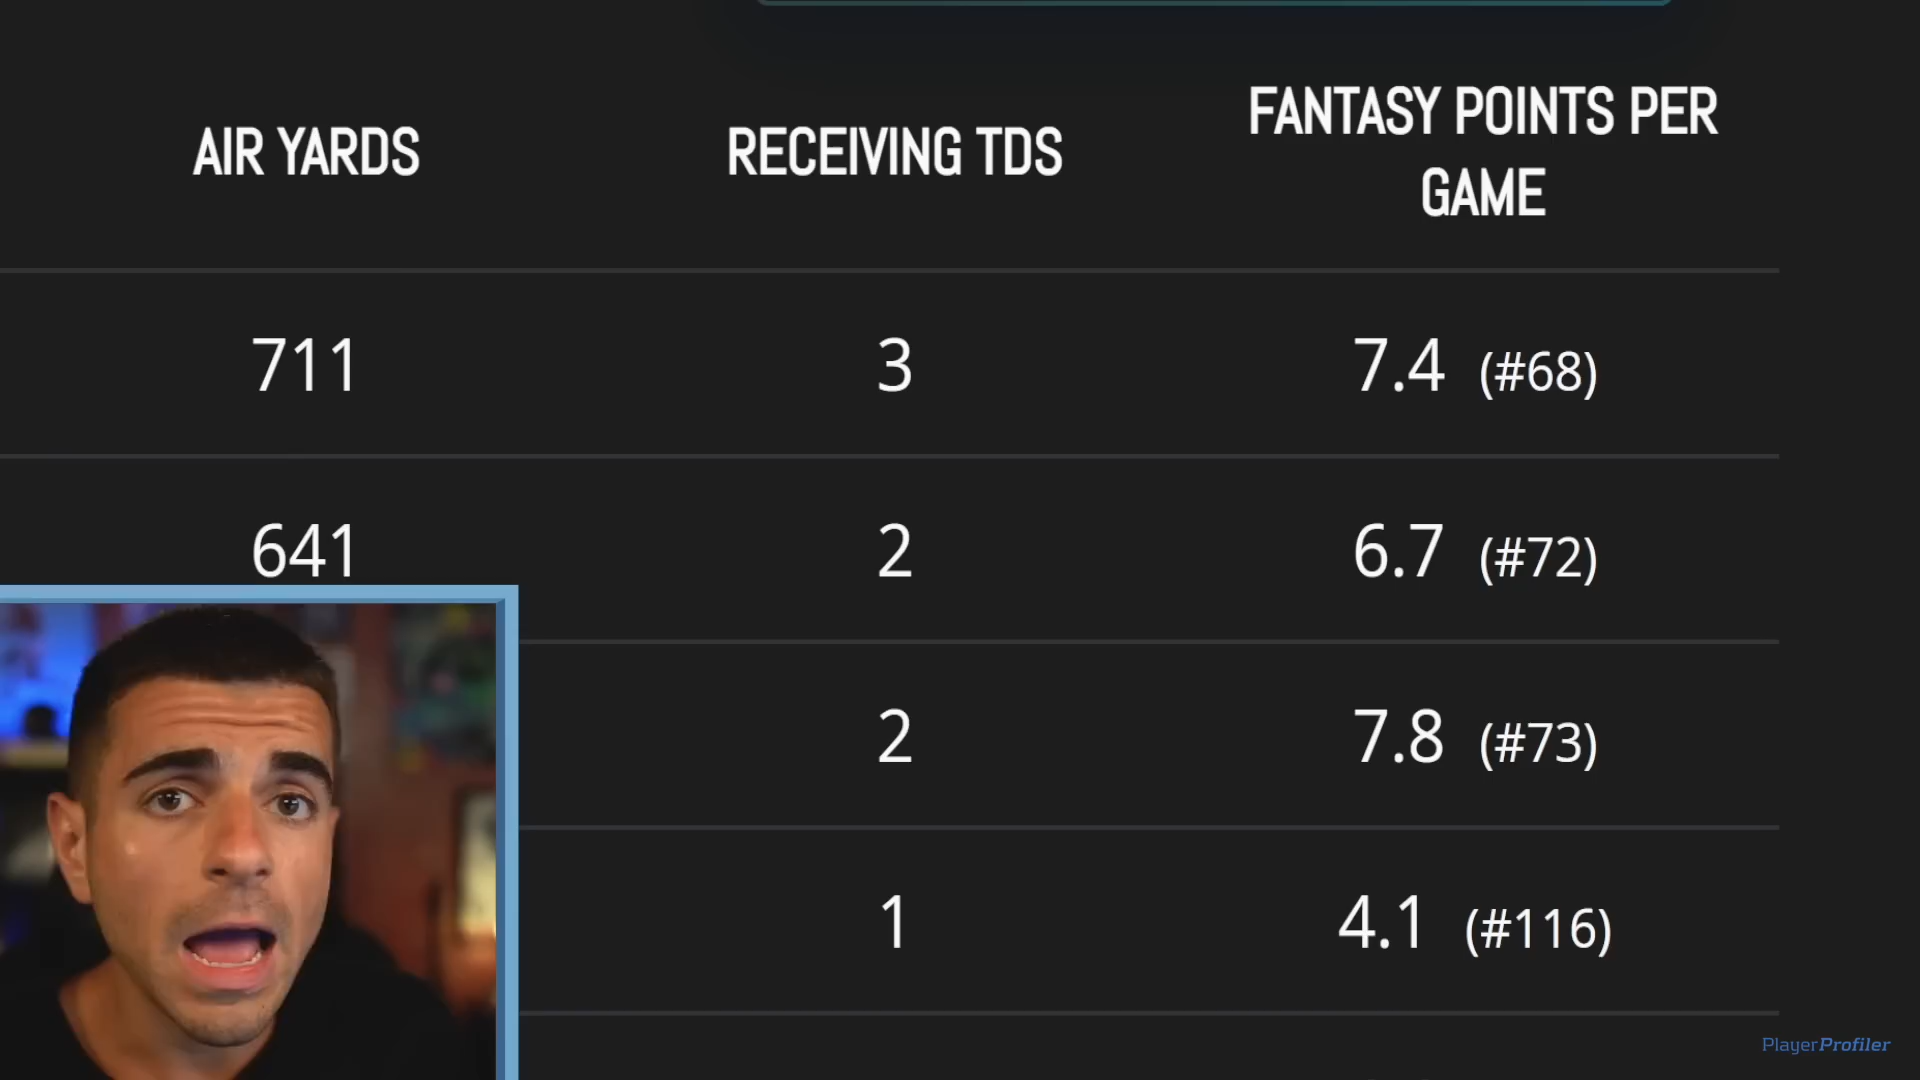 AIR YARDS RECEIVING TDS FANTASY POINTS PER
GAME
711 3 7.4 (#68)
641 2 6.7 (#72)
2 7.8 (#73)
1 4.1 (#116)
PlayerProfiler